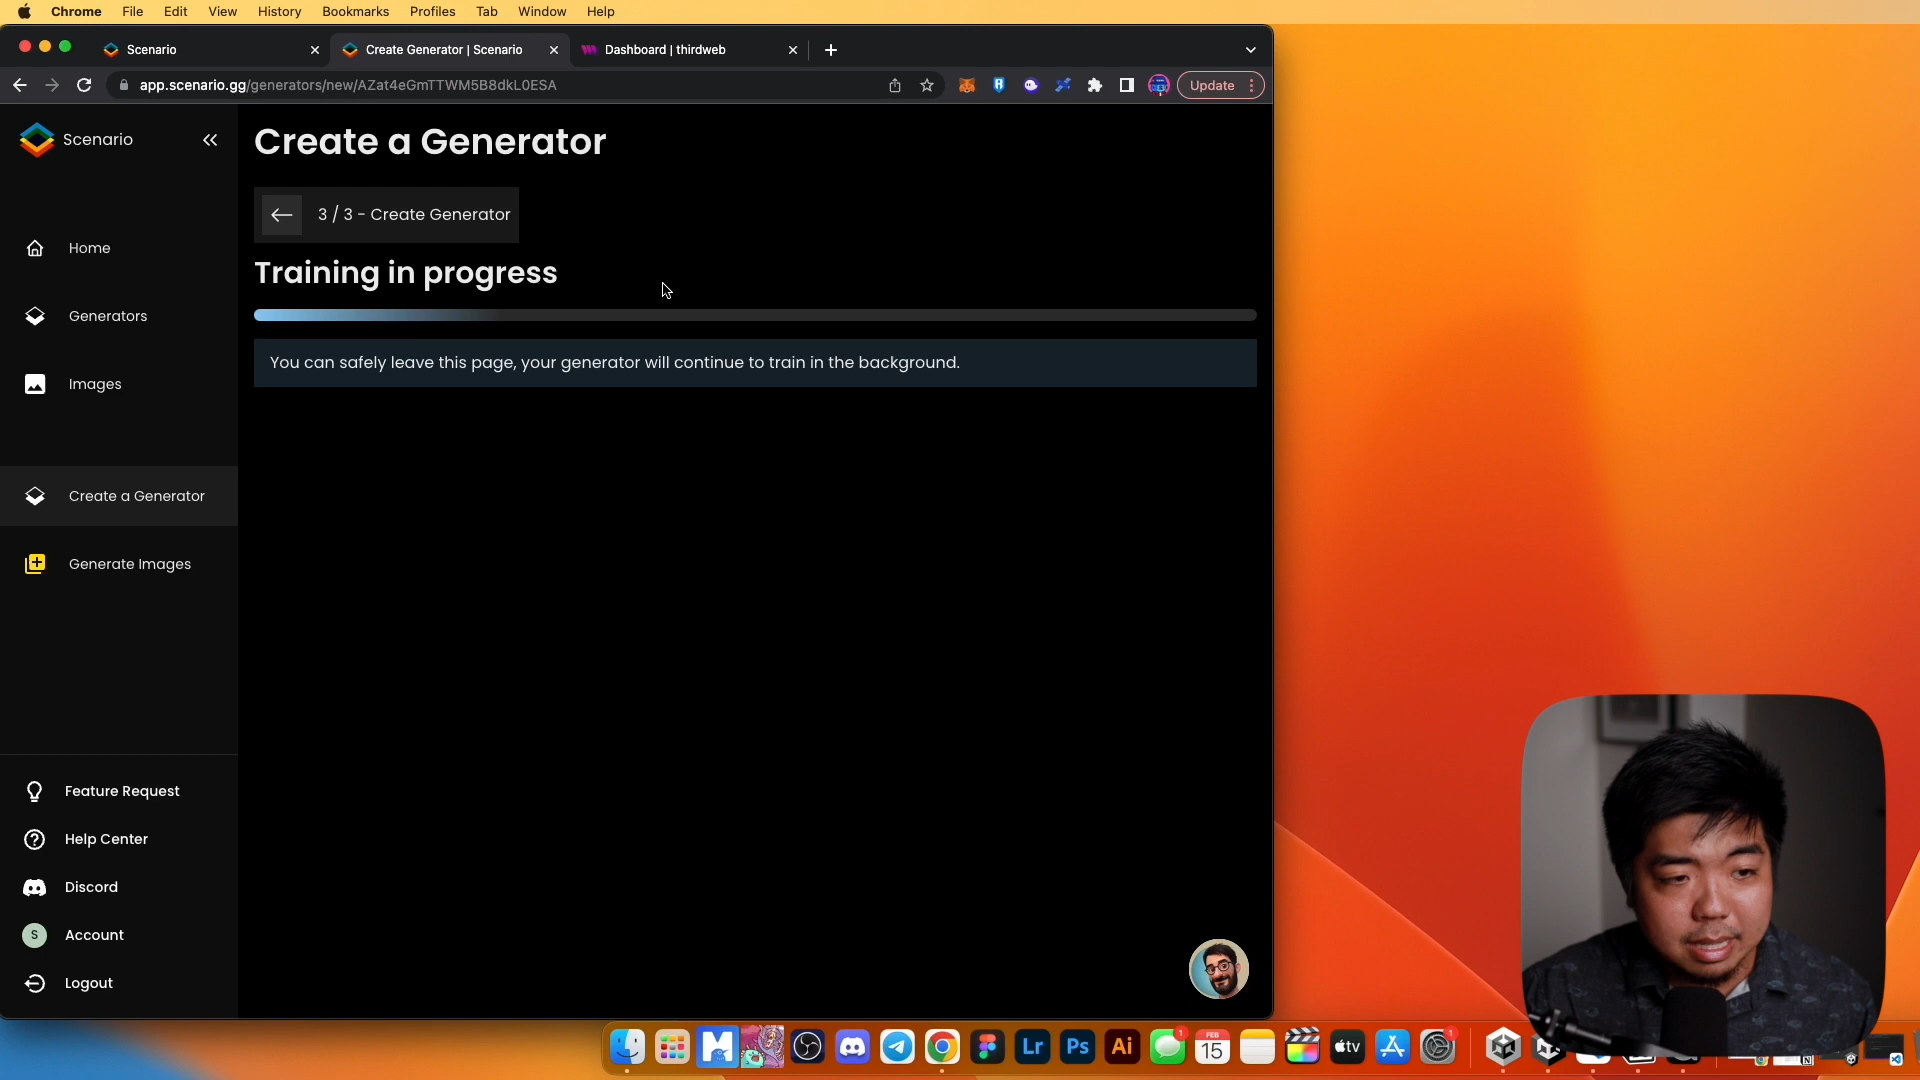 Chrome File Edit View History Bookmarks Profiles Tab Window Help
Scenario
Create Generator | Scenario
Dashboard | thirdweb
app.scenario.gg/generators/new/AZat4eGmTTWM5B8dkL0ESA
Update
Scenario
Create a Generator
3 / 3 - Create Generator
Home
Training in progress
Generators
You can safely leave this page, your generator will continue to train in the background.
Images
Create a Generator
Generate Images
Feature Request
Help Center
Discord
S
Account
Logout
Lr
Ps
Ai
1
FEB
15
tv
1